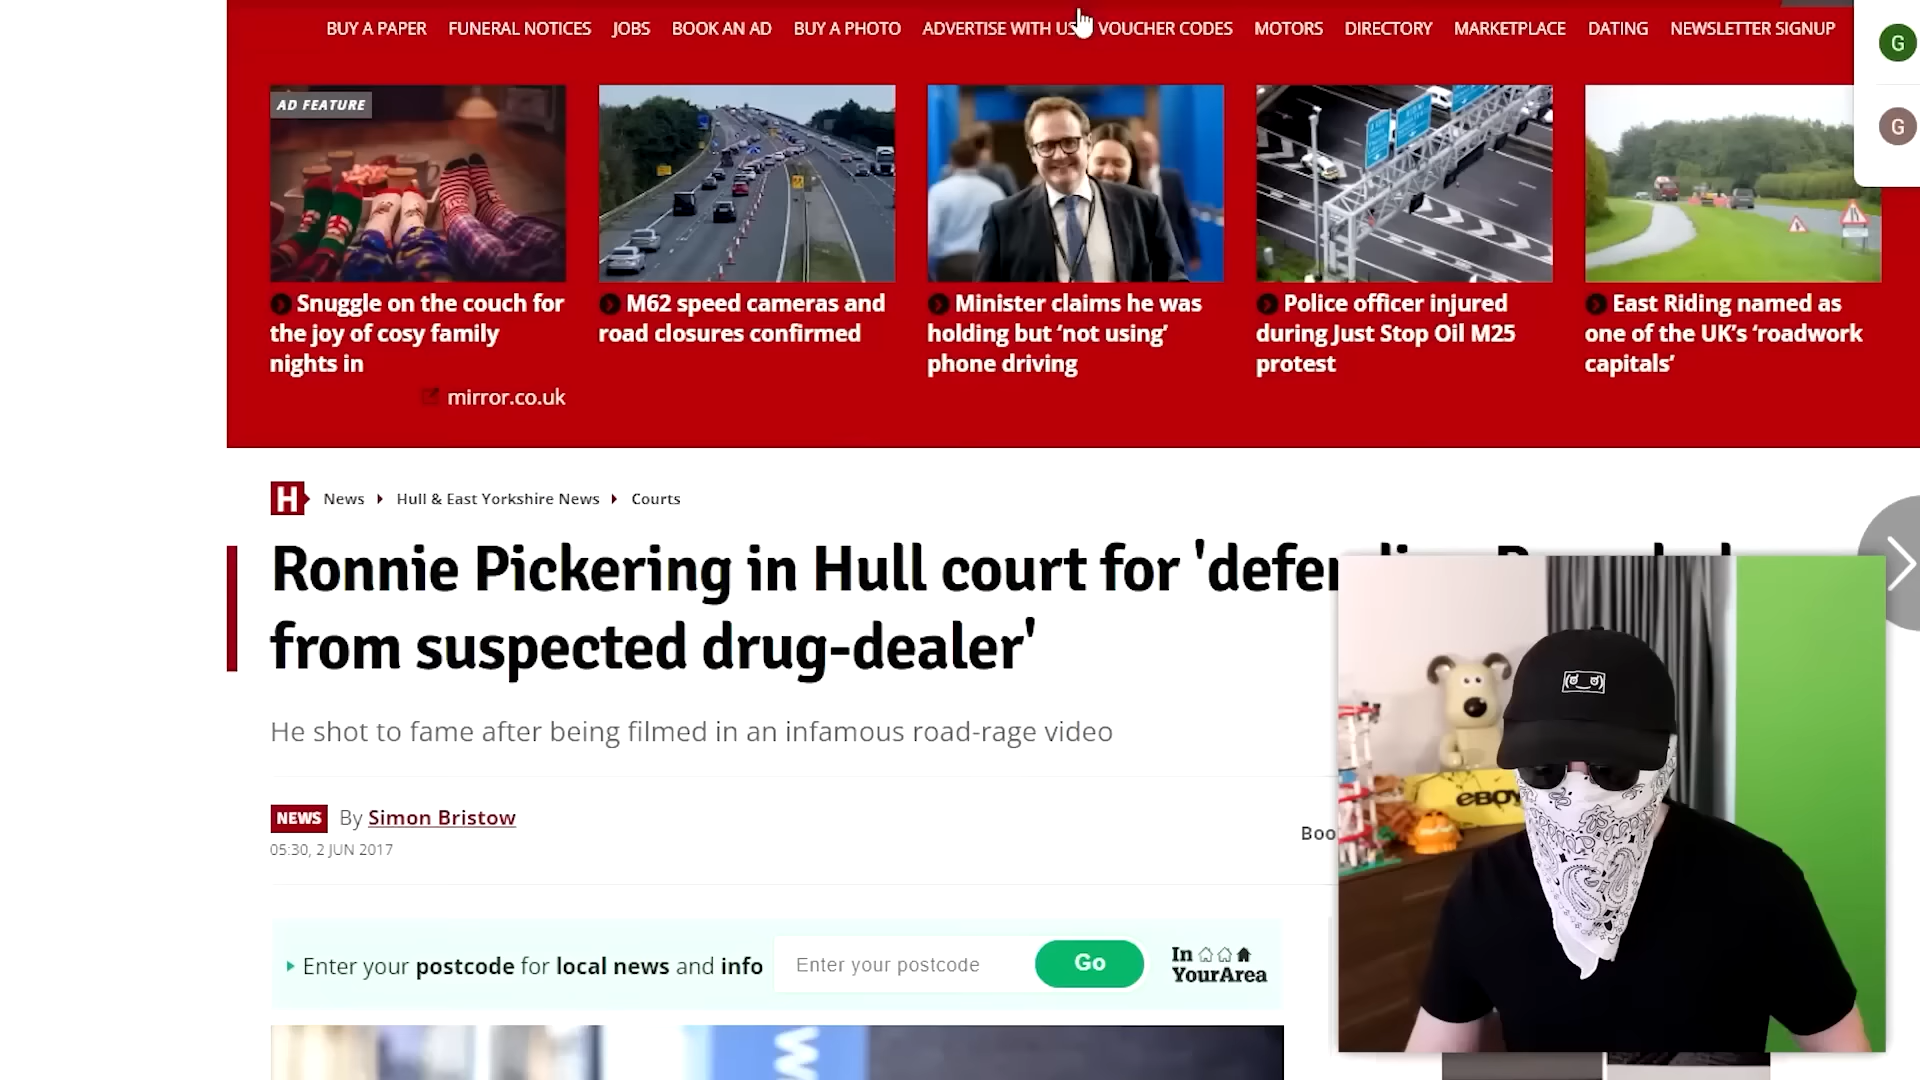 BUY A PAPER FUNERAL NOTICES JOBS BOOK AN AD BUY A PHOTO ADVERTISE WITH US VOUCHER CODES MOTORS DIRECTORY MARKETPLACE DATING NEWSLETTER SIGNUP
G
G
AD FEATURE
Snuggle on the couch for
the joy of cosy family
nights in
mirror.co.uk
M62 speed cameras and
road closures confirmed
Minister claims he was
holding but ‘not using’
phone driving
Police officer injured
during Just Stop Oil M25
protest
East Riding named as
one of the UK’s ‘roadwork
capitals’
H News Hull & East Yorkshire News Courts
Ronnie Pickering in Hull court for
from suspected drug-dealer'
He shot to fame after being filmed in an infamous road-rage video
NEWS By Simon Bristow
05:30, 2 JUN 2017
Enter your postcode for local news and info
Enter your postcode
Go
In
YourArea
W